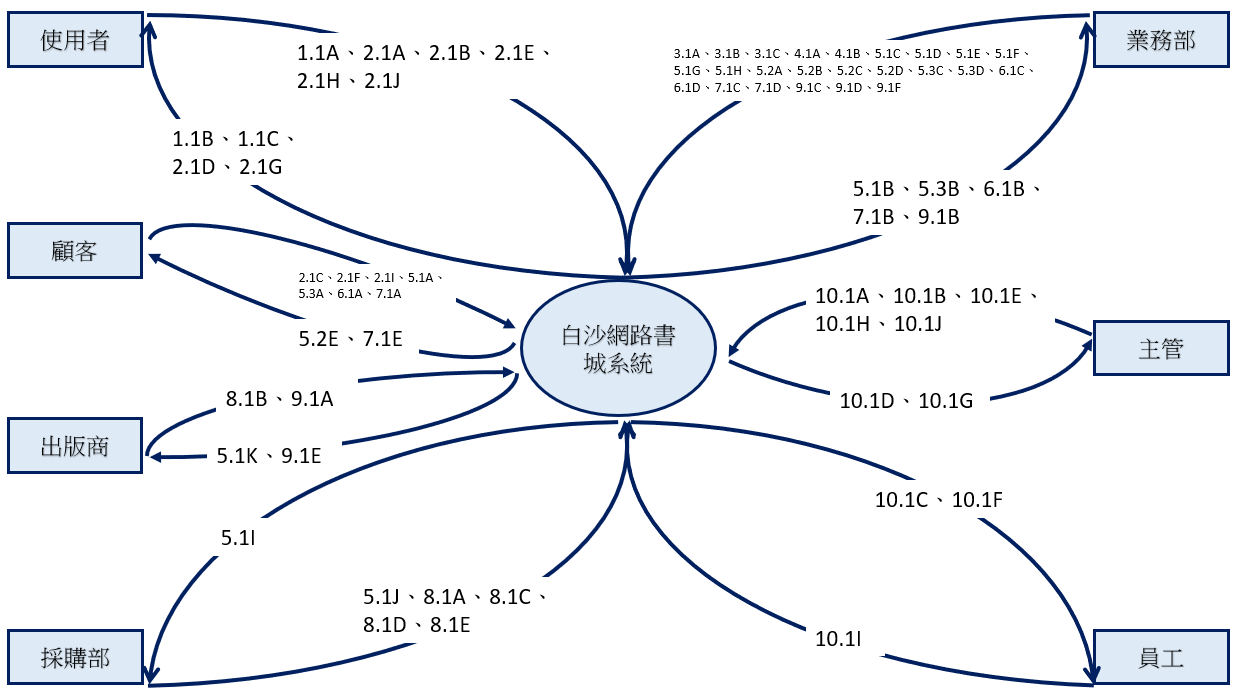 使用者
1.1A、2.1A、2.1B、2.1E、
2.1H、2.1J
3.1A、3.1B、3.1C、4.1A、4.1B、5.1C、5.1D、5.1E、5.1F、
5.1G、5.1H、5.2A、5.2B、5.2C、5.2D、5.3C、5.3D、6.1C、
6.1D、7.1C、7.1D、9.1C、9.1D、9.1F
業務部
1.1B、1.1C、
2.1D、2.1G
5.1B、5.3B、6.1B、
7.1B、9.1B
顧客
2.1C、2.1F、2.1I、5.1A、
5.3A、6.1A、7.1A
5.2E、7.1E
白沙網路書
城系統
10.1A、10.1B、10.1E、
10.1H、10.1J
主管
10.1D、10.1G
8.1B、9.1A
出版商
5.1K、9.1E
5.1I
10.1C、10.1F
5.1J、8.1A、8.1C、
8.1D、8.1E
10.1I
採購部
員工